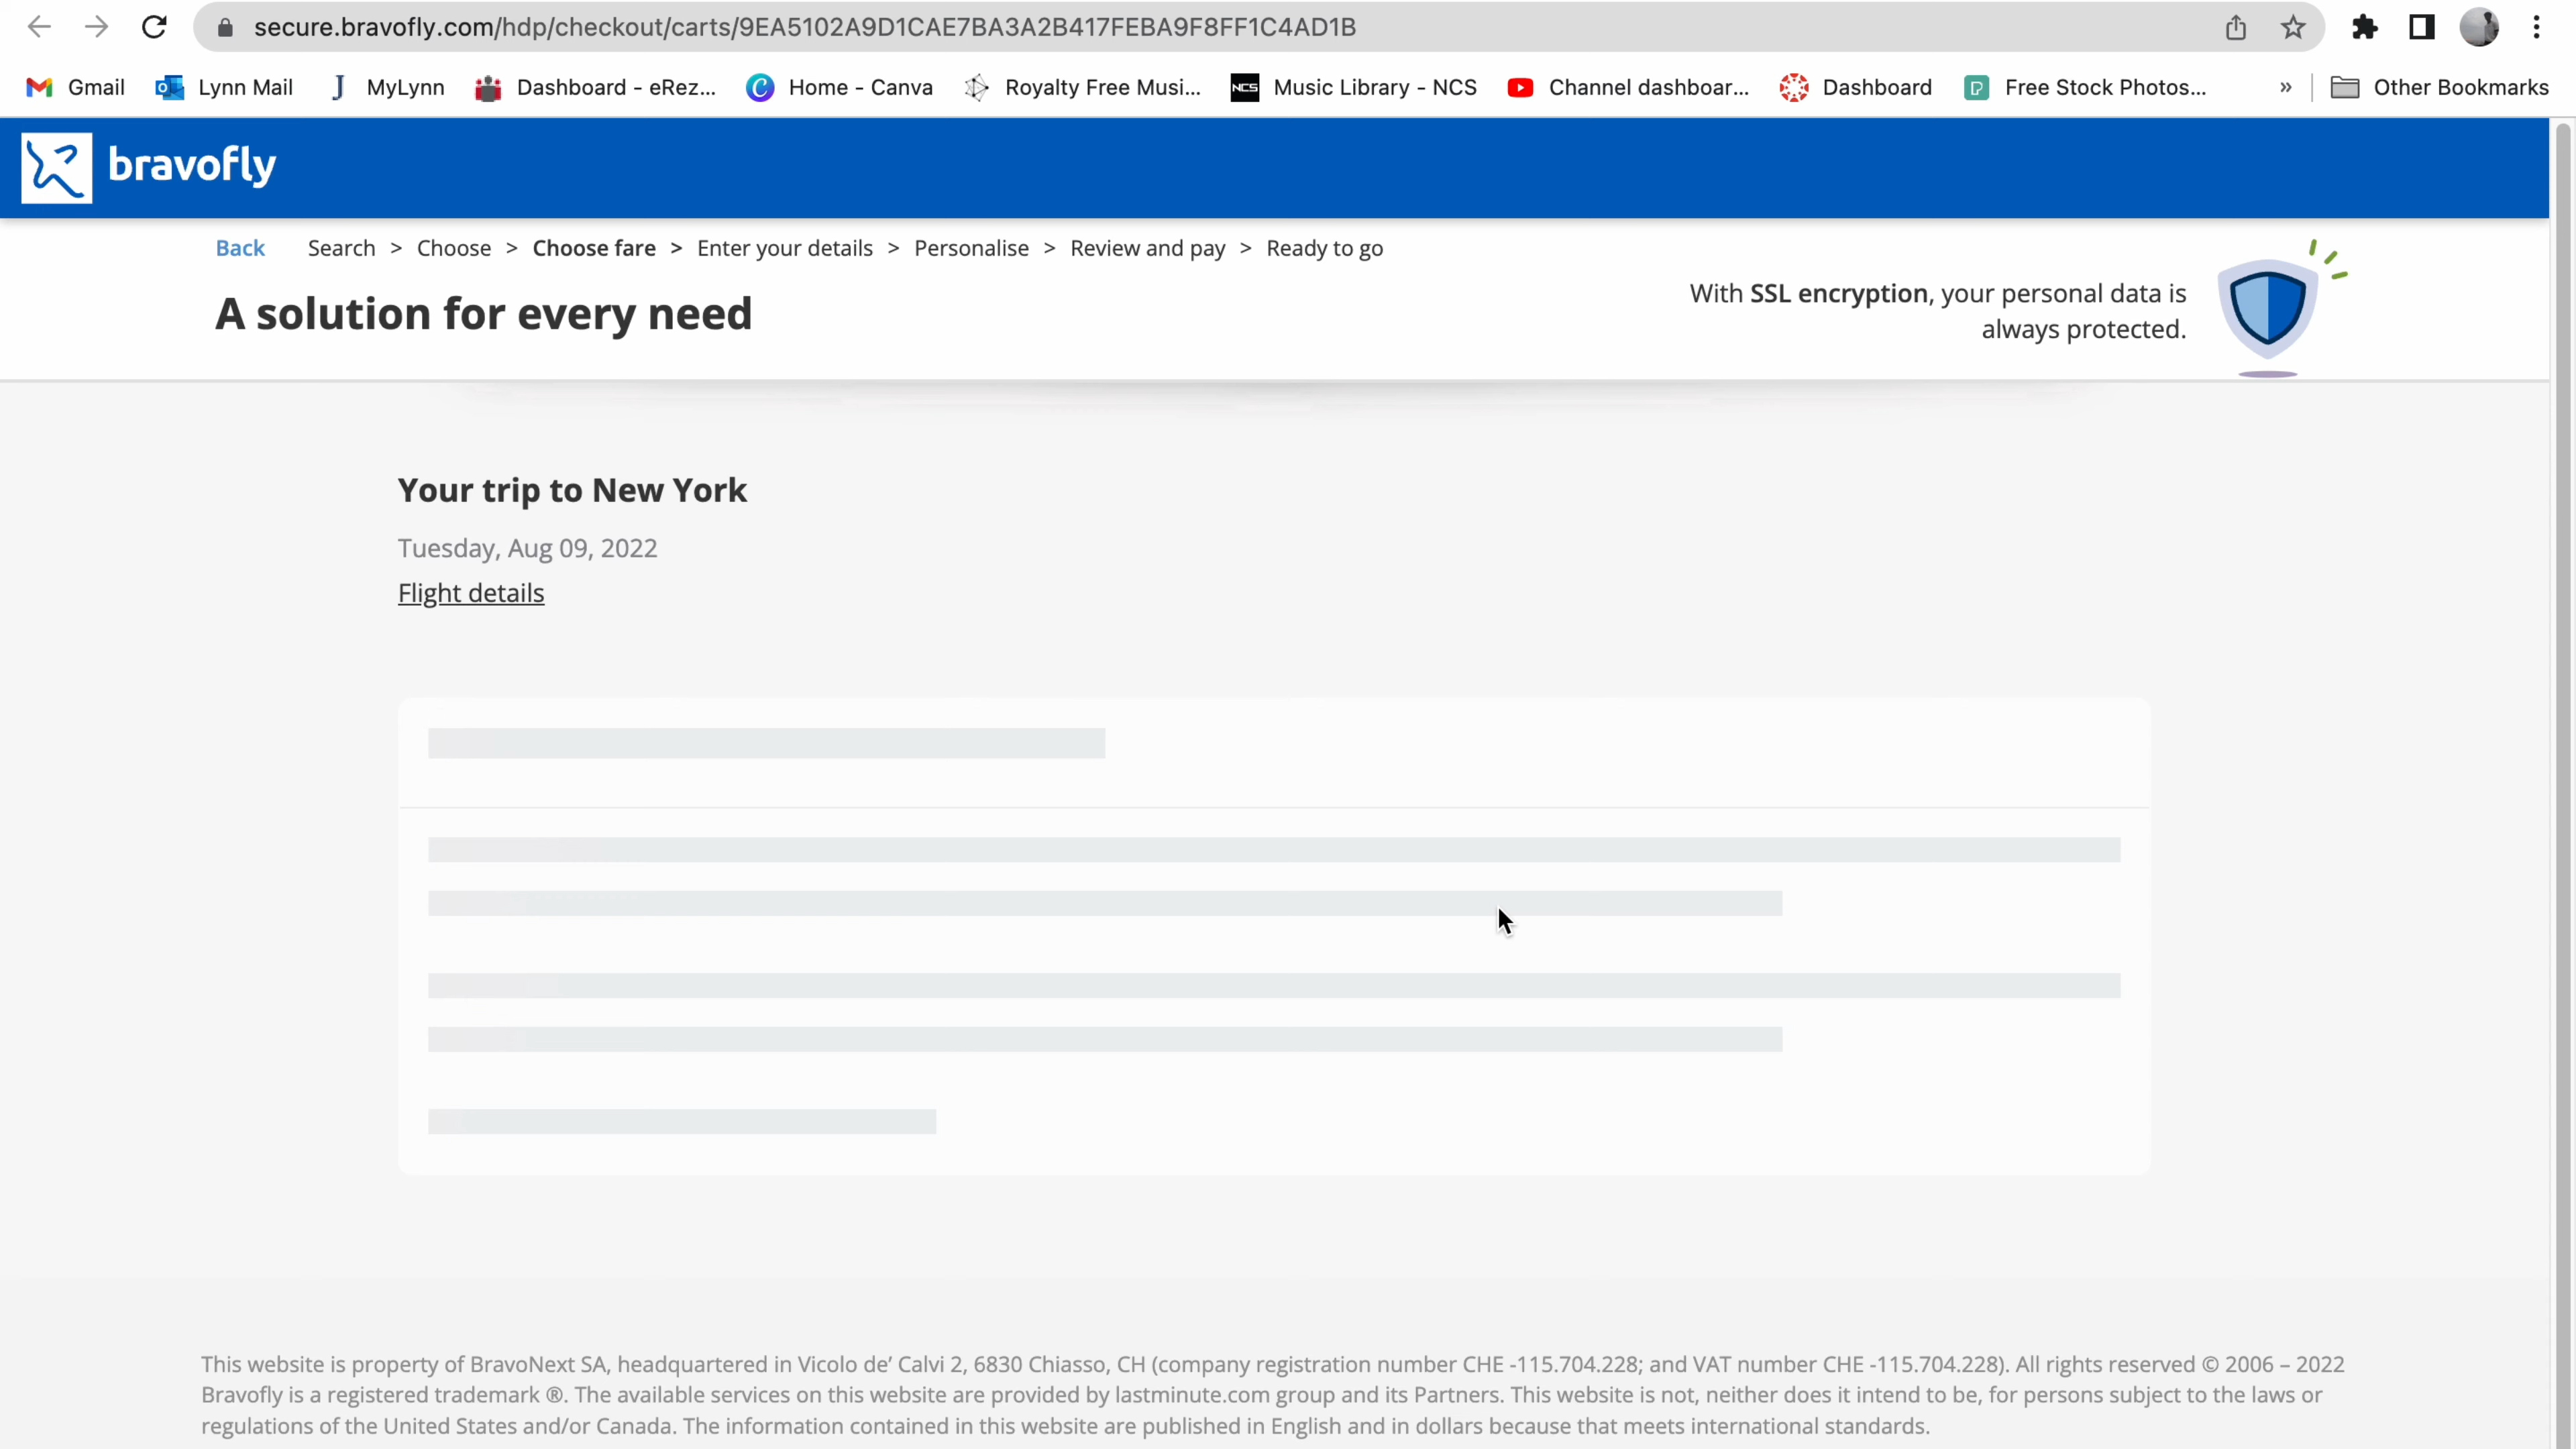 secure.bravofly.com/hdp/checkout/carts/9EA5102A9D1CAE7BA3A2B417FEBA9F8FF1C4AD1B
Gmail Lynn Mail J MyLynn Dashboard - eRez... C Home - Canva Royalty Free Musi... NCS Music Library - NCS Channel dashboar... Dashboard P Free Stock Photos... » Other Bookmarks
bravofly
Back Search > Choose > Choose fare > Enter your details > Personalise > Review and pay > Ready to go
A solution for every need
With SSL encryption, your personal data is
always protected.
Your trip to New York
Tuesday, Aug 09, 2022
Flight details
This website is property of BravoNext SA, headquartered in Vicolo de’ Calvi 2, 6830 Chiasso, CH (company registration number CHE -115.704.228; and VAT number CHE -115.704.228). All rights reserved © 2006 – 2022
Bravofly is a registered trademark ®. The available services on this website are provided by lastminute.com group and its Partners. This website is not, neither does it intend to be, for persons subject to the laws or
regulations of the United States and/or Canada. The information contained in this website are published in English and in dollars because that meets international standards.